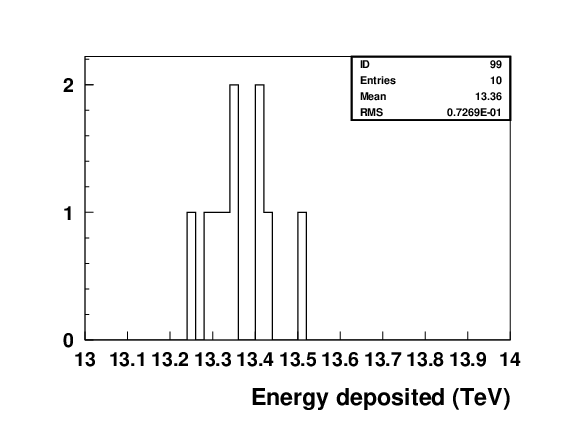 ID 99
Entries 10
Mean 13.36
RMS 0.7269E-01
2
1
0
13 13.1 13.2 13.3 13.4 13.5 13.6 13.7 13.8 13.9 14
Energy deposited (TeV)